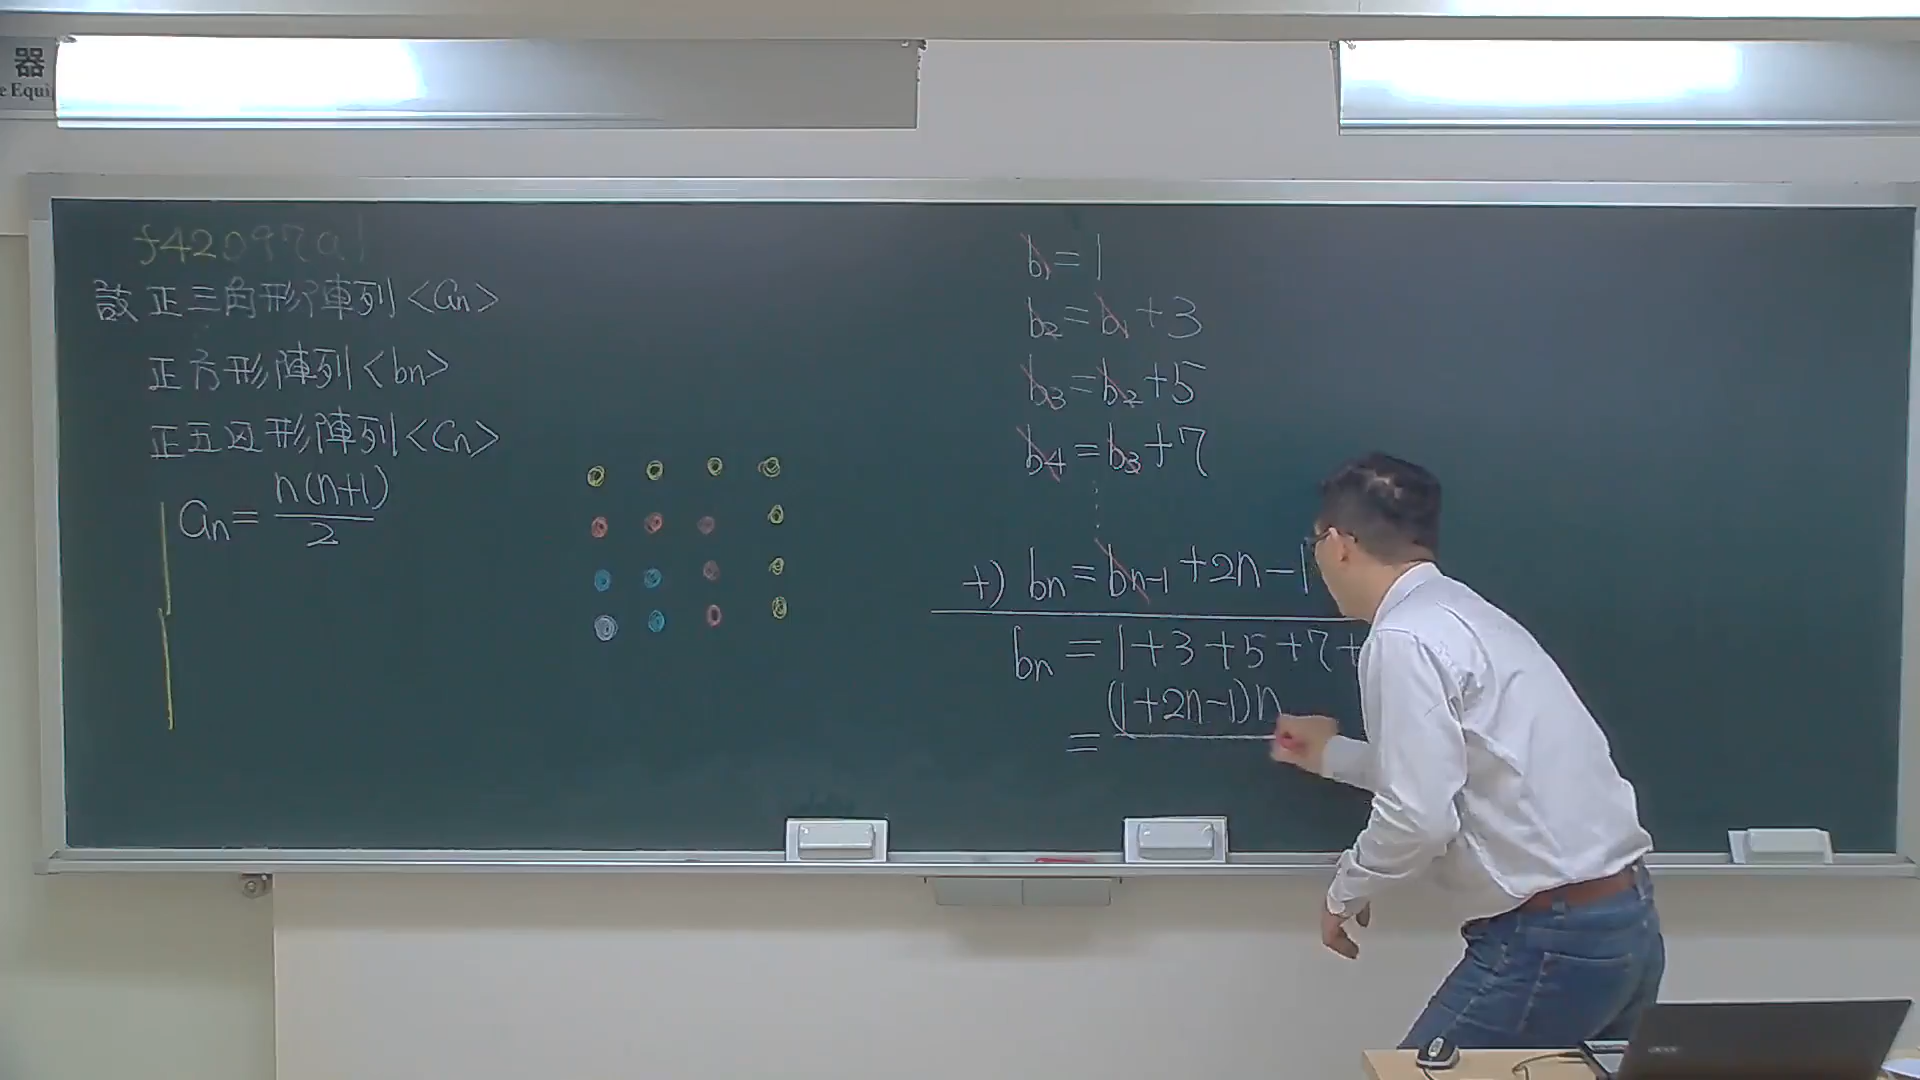 器
e Equi
f42097a1
設正三角形陣列<an>
正方形陣列<bn>
正五边形陣列<cn>
an = n(n+1)/2
b1 = 1
b2 = b1 + 3
b3 = b2 + 5
b4 = b3 + 7
⋮
+) bn = bn-1 + 2n - 1
bn = 1 + 3 + 5 + 7 +
= (1+2n-1)n
acer